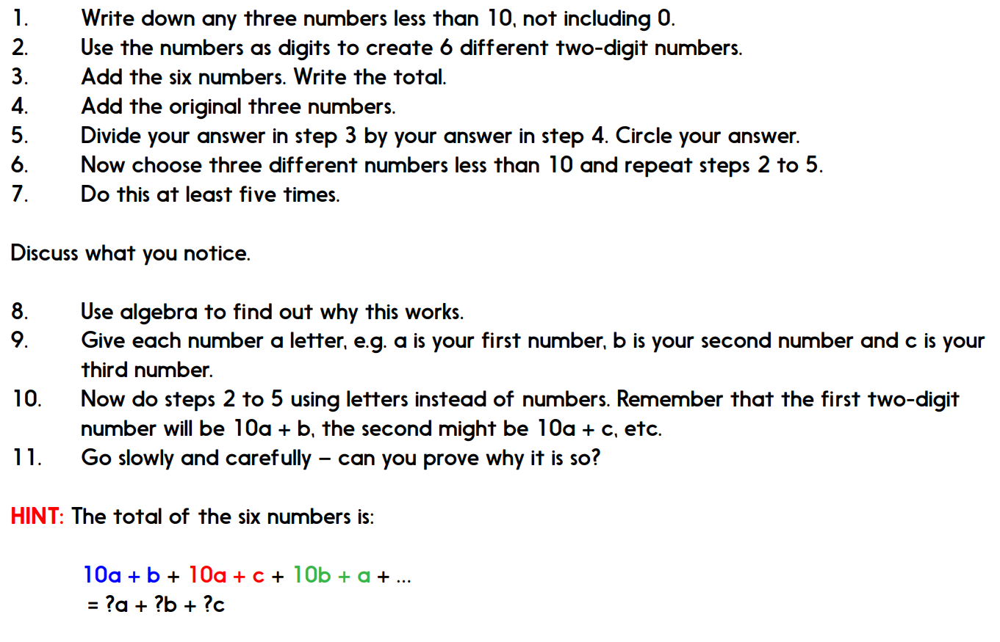 1. Write down any three numbers less than 10, not including 0.
2. Use the numbers as digits to create 6 different two-digit numbers.
3. Add the six numbers. Write the total.
4. Add the original three numbers.
5. Divide your answer in step 3 by your answer in step 4. Circle your answer.
6. Now choose three different numbers less than 10 and repeat steps 2 to 5.
7. Do this at least five times.
Discuss what you notice.
8. Use algebra to find out why this works.
9. Give each number a letter, e.g. a is your first number, b is your second number and c is your
third number.
10. Now do steps 2 to 5 using letters instead of numbers. Remember that the first two-digit
number will be 10a + b, the second might be 10a + c, etc.
11. Go slowly and carefully – can you prove why it is so?
HINT: The total of the six numbers is:
10a + b + 10a + c + 10b + a + ...
= ?a + ?b + ?c